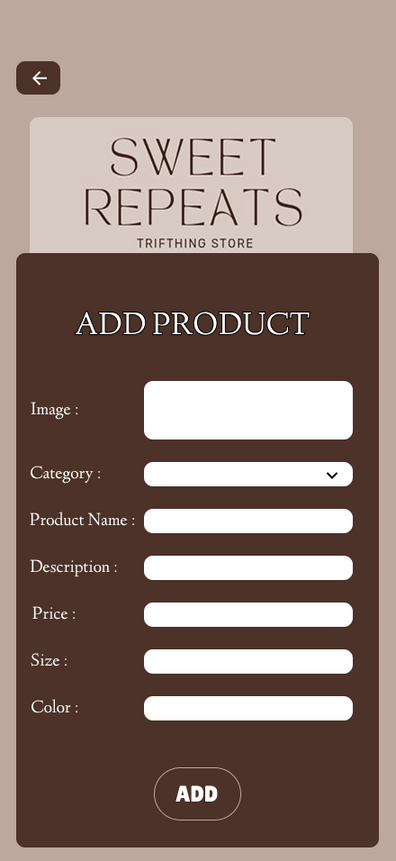 SWEET
REPEATS
TRIFTHING STORE
ADD PRODUCT
Image :
Category :
Product Name :
Description :
Price :
Size :
Color :
ADD